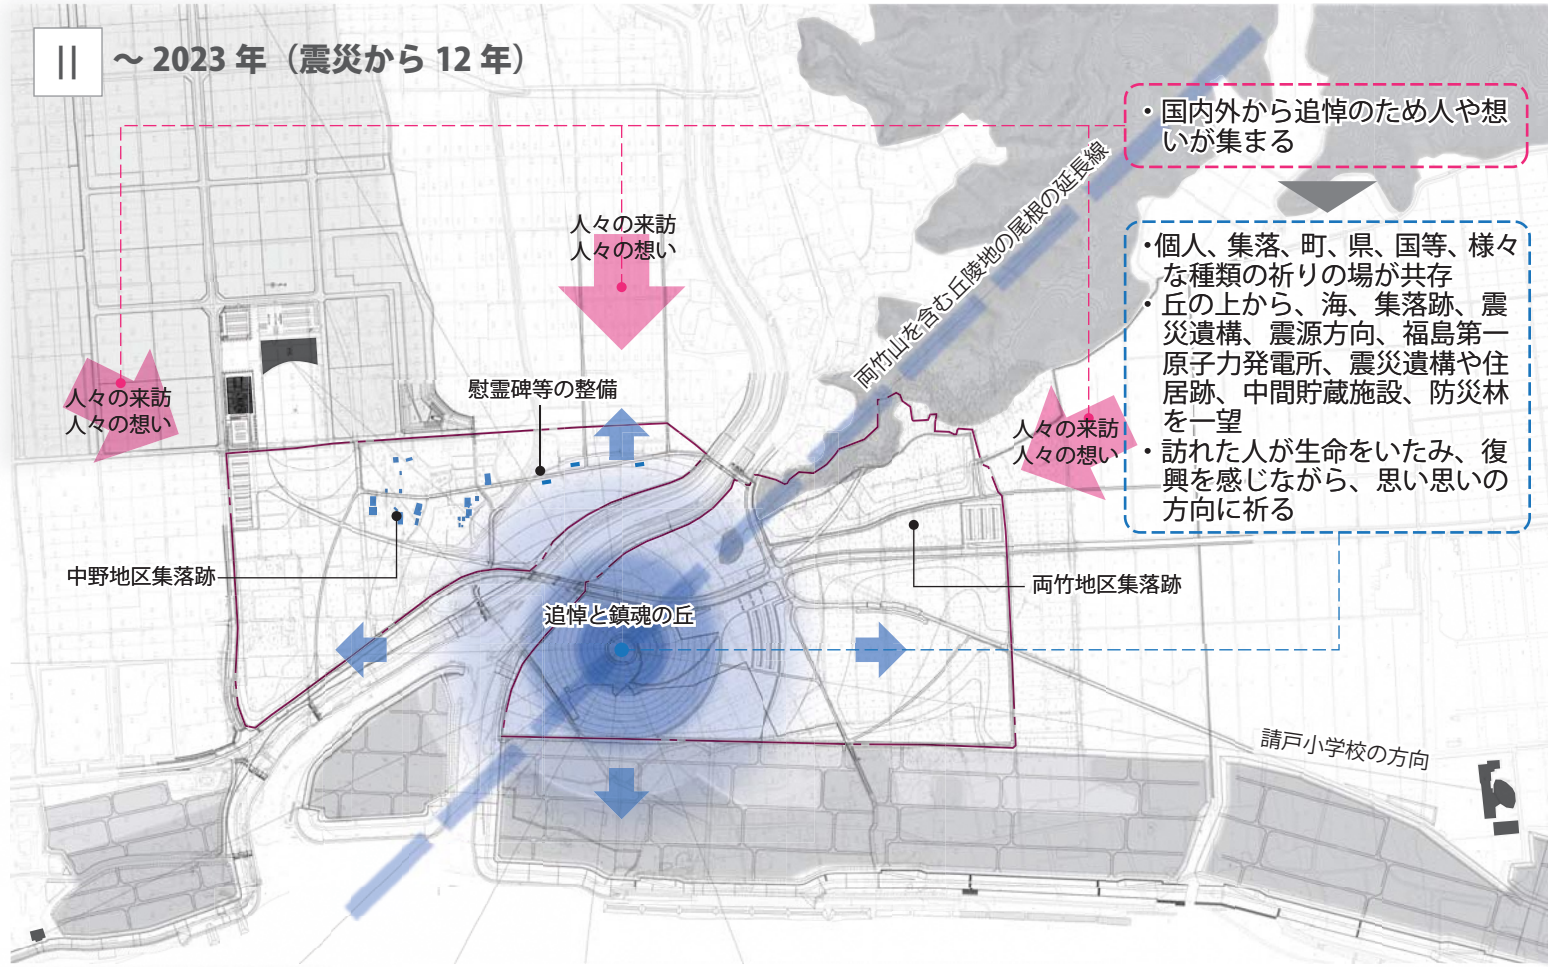 II
～ 2023 年（震災から 12 年）
・国内外から追悼のため人や想
いが集まる
・個人、集落、町、県、国等、様々
な種類の祈りの場が共存
・丘の上から、海、集落跡、震
災遺構、震源方向、福島第一
原子力発電所、震災遺構や住
居跡、中間貯蔵施設、防災林
を一望
・訪れた人が生命をいたみ、復
興を感じながら、思い思いの
方向に祈る
両竹山を含む丘陵地の尾根の延長線
人々の来訪
人々の想い
人々の来訪
人々の想い
慰霊碑等の整備
人々の来訪
人々の想い
中野地区集落跡
両竹地区集落跡
追悼と鎮魂の丘
請戸小学校の方向